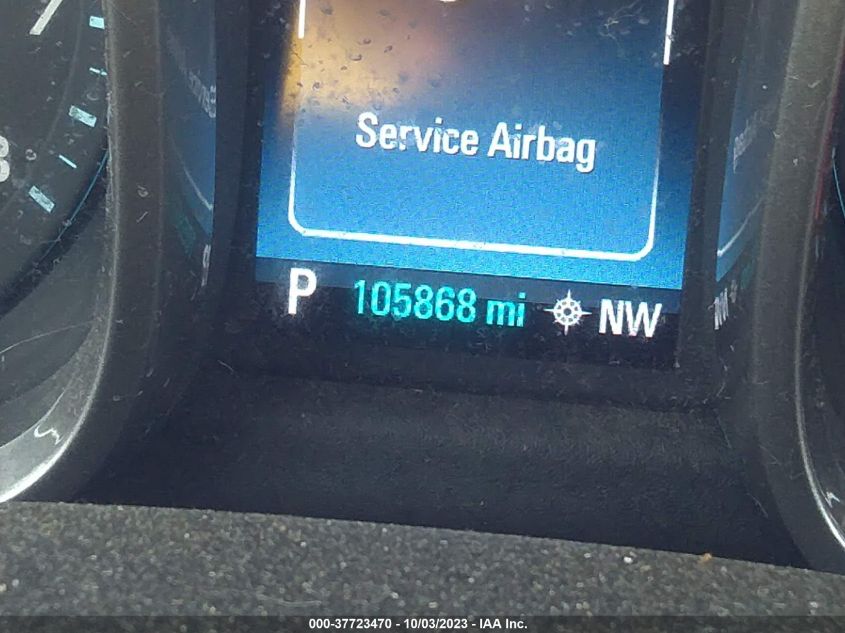 Service Airbag
P 105868 mi NW
000-37723470 - 10/03/2023 - IAA Inc.